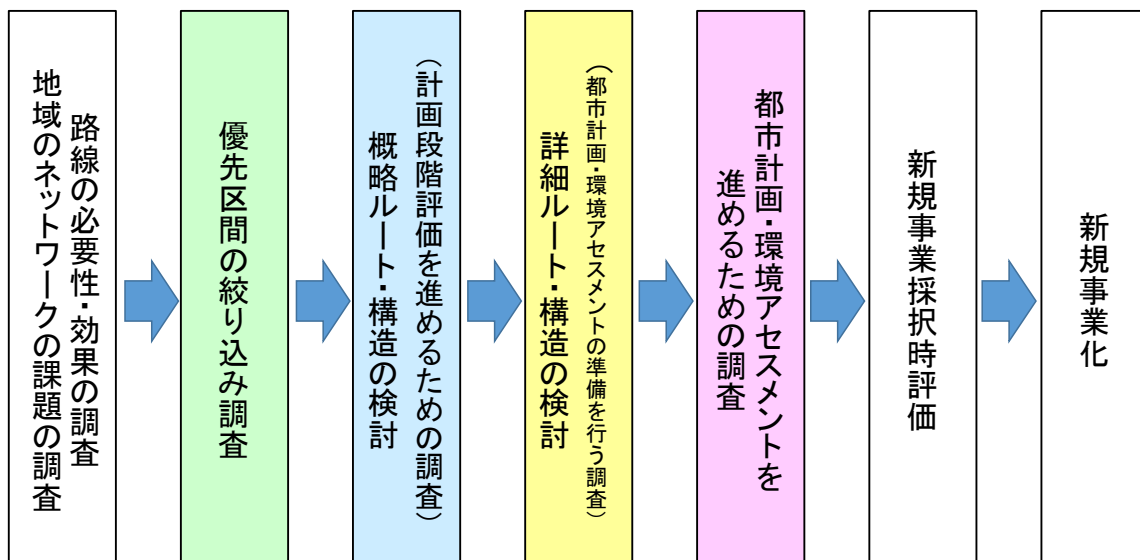 路線の必要性・効果の調査
地域のネットワークの課題の調査
優先区間の絞り込み調査
（計画段階評価を進めるための調査）
概略ルート・構造の検討
（都市計画・環境アセスメントの準備を行う調査）
詳細ルート・構造の検討
都市計画・環境アセスメントを
進めるための調査
新規事業採択時評価
新規事業化